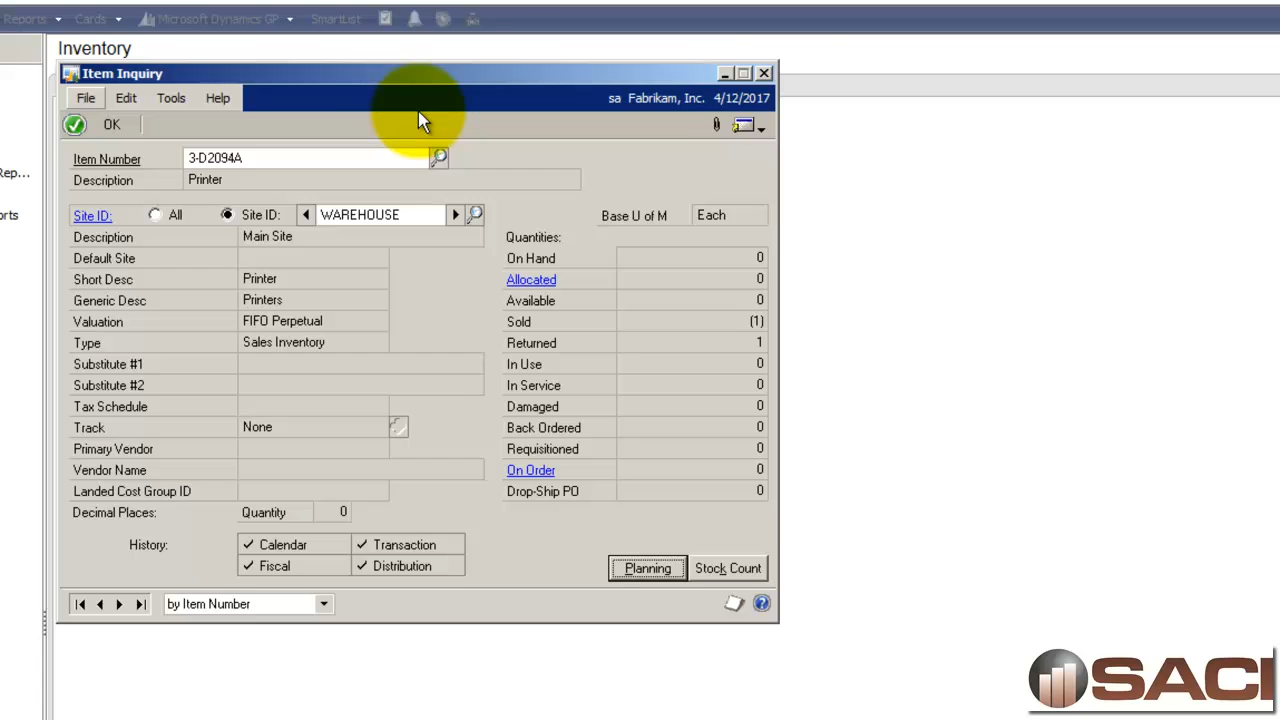 Reports Cards Microsoft Dynamics GP SmartList
Inventory
Item Inquiry
File Edit Tools Help sa Fabrikam, Inc. 4/12/2017
OK
Item Number 3-D2094A
Description Printer
Site ID: All Site ID: WAREHOUSE Base U of M Each
Description Main Site Quantities:
Default Site On Hand 0
Short Desc Printer Allocated 0
Generic Desc Printers Available 0
Valuation FIFO Perpetual Sold (1)
Type Sales Inventory Returned 1
Substitute #1 In Use 0
Substitute #2 In Service 0
Tax Schedule Damaged 0
Track None Back Ordered 0
Primary Vendor Requisitioned 0
Vendor Name On Order 0
Landed Cost Group ID Drop-Ship PO 0
Decimal Places: Quantity 0
History: Calendar Transaction
Fiscal Distribution
Planning Stock Count
by Item Number
Rep...
orts
SACI